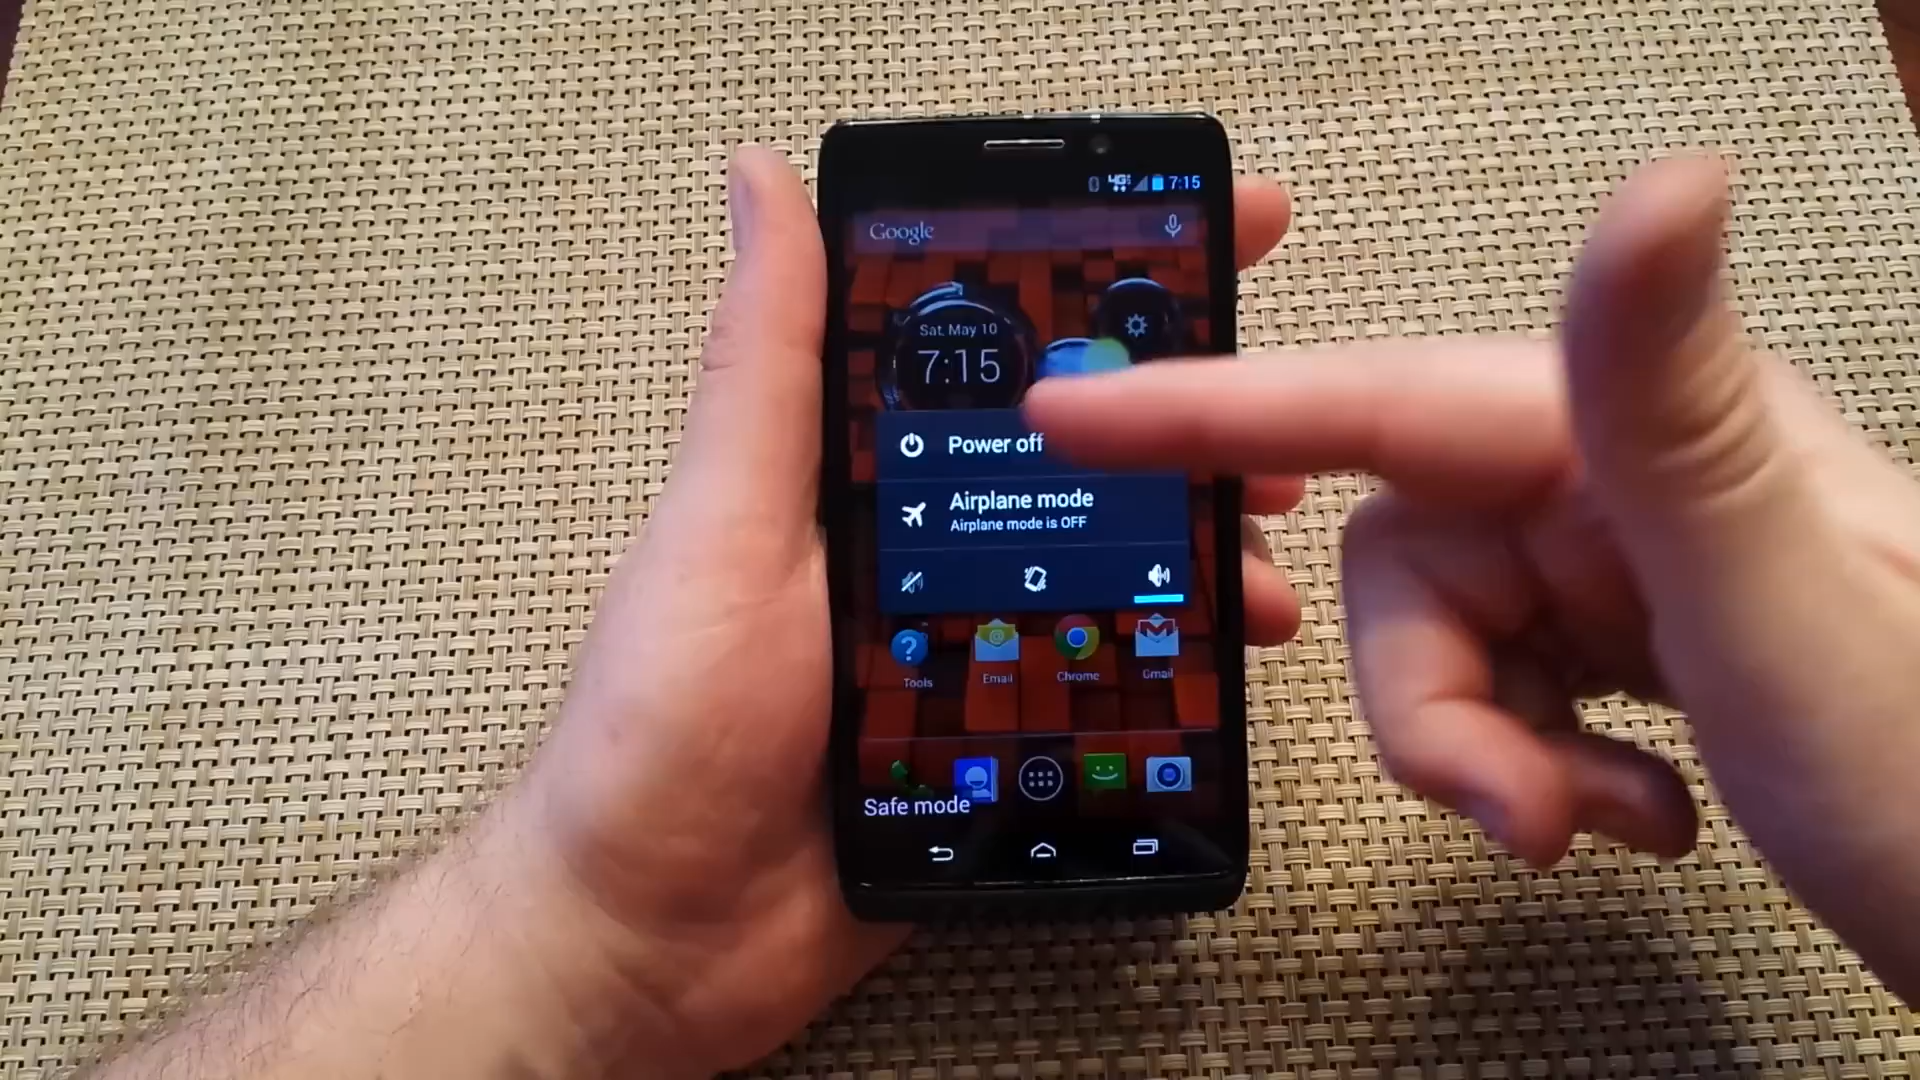 4G 7:15
Google
Sat, May 10
7:15
Power off
Airplane mode
Airplane mode is OFF
Tools Email Chrome Gmail
Safe mode